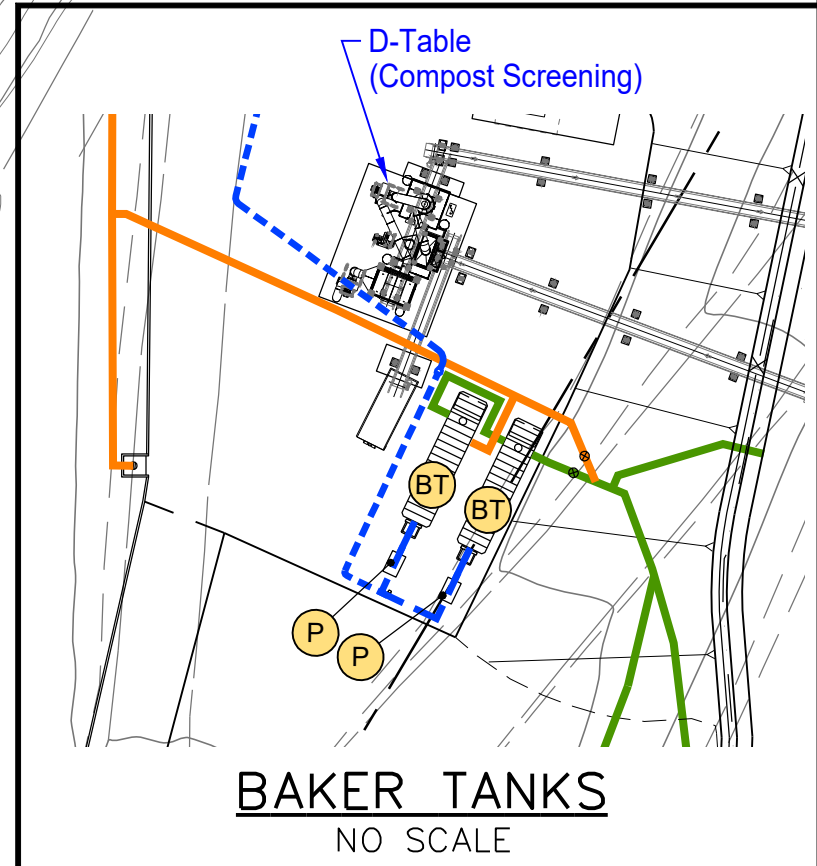 D-Table
(Compost Screening)
BT
BT
P
P
BAKER TANKS
NO SCALE